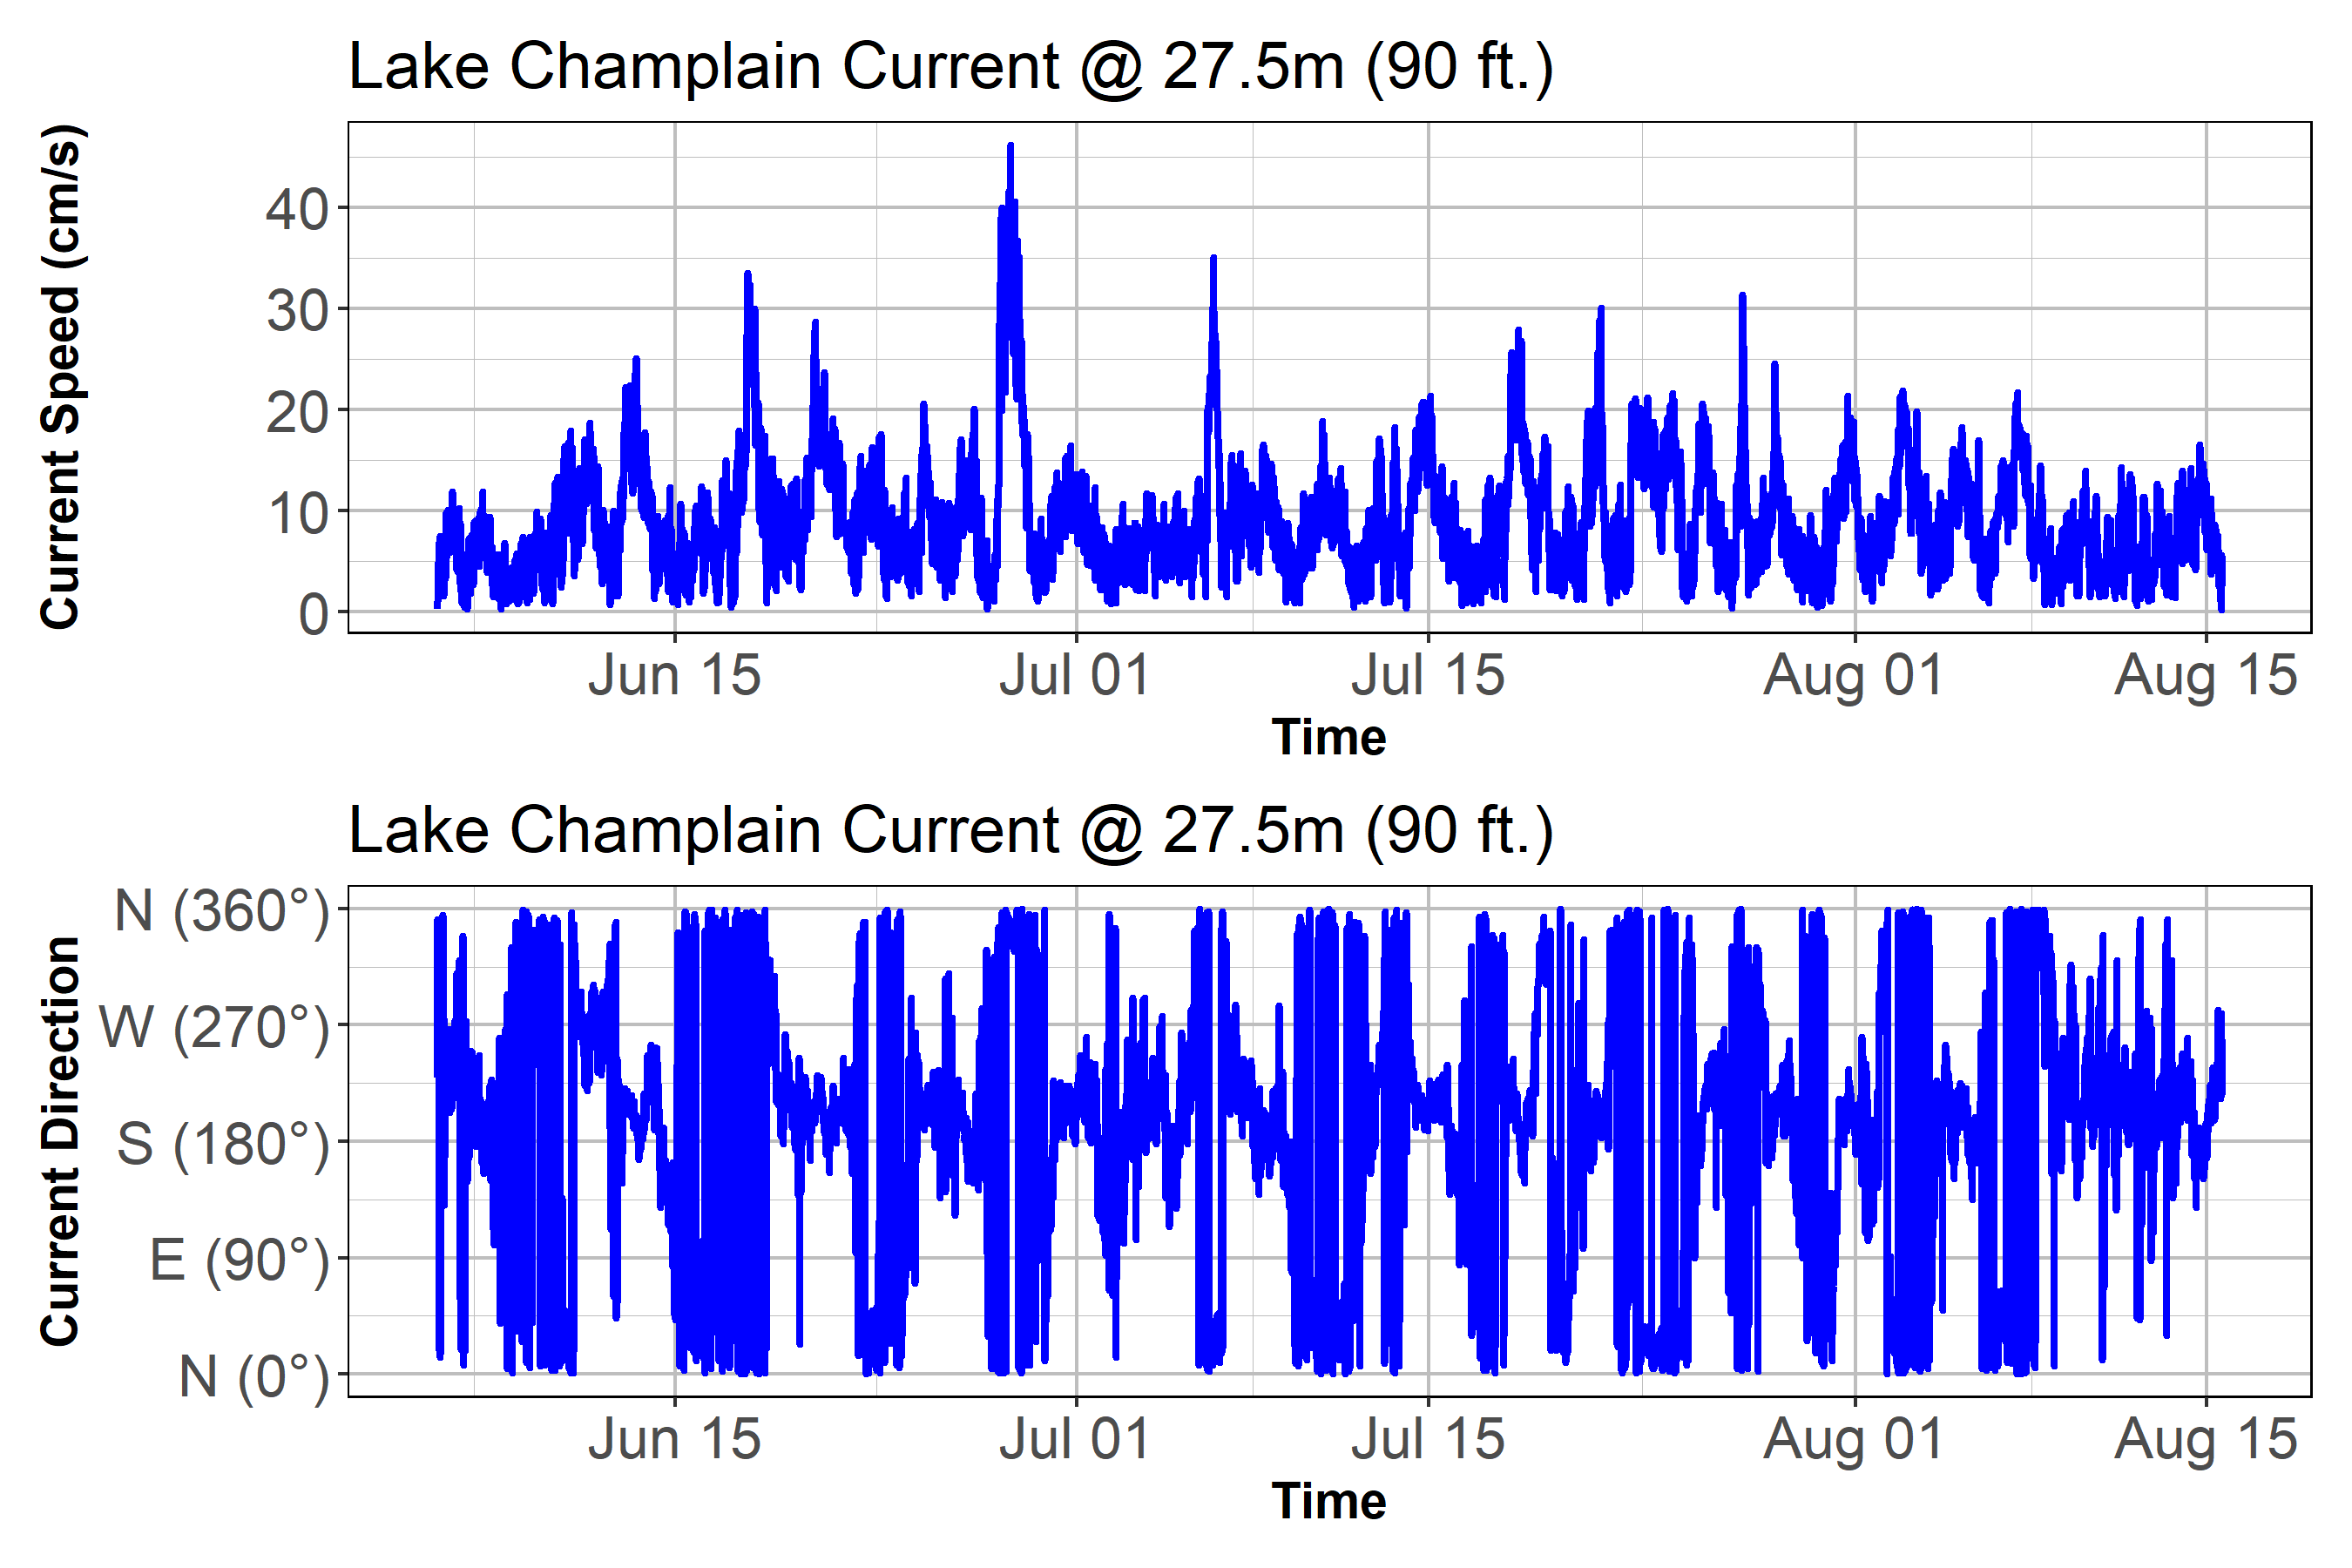 Lake Champlain Current @ 27.5m (90 ft.)
Current Speed (cm/s)
40
30
20
10
0
Jun 15 Jul 01 Jul 15 Aug 01 Aug 15
Time
Lake Champlain Current @ 27.5m (90 ft.)
Current Direction
N (360°)
W (270°)
S (180°)
E (90°)
N (0°)
Jun 15 Jul 01 Jul 15 Aug 01 Aug 15
Time